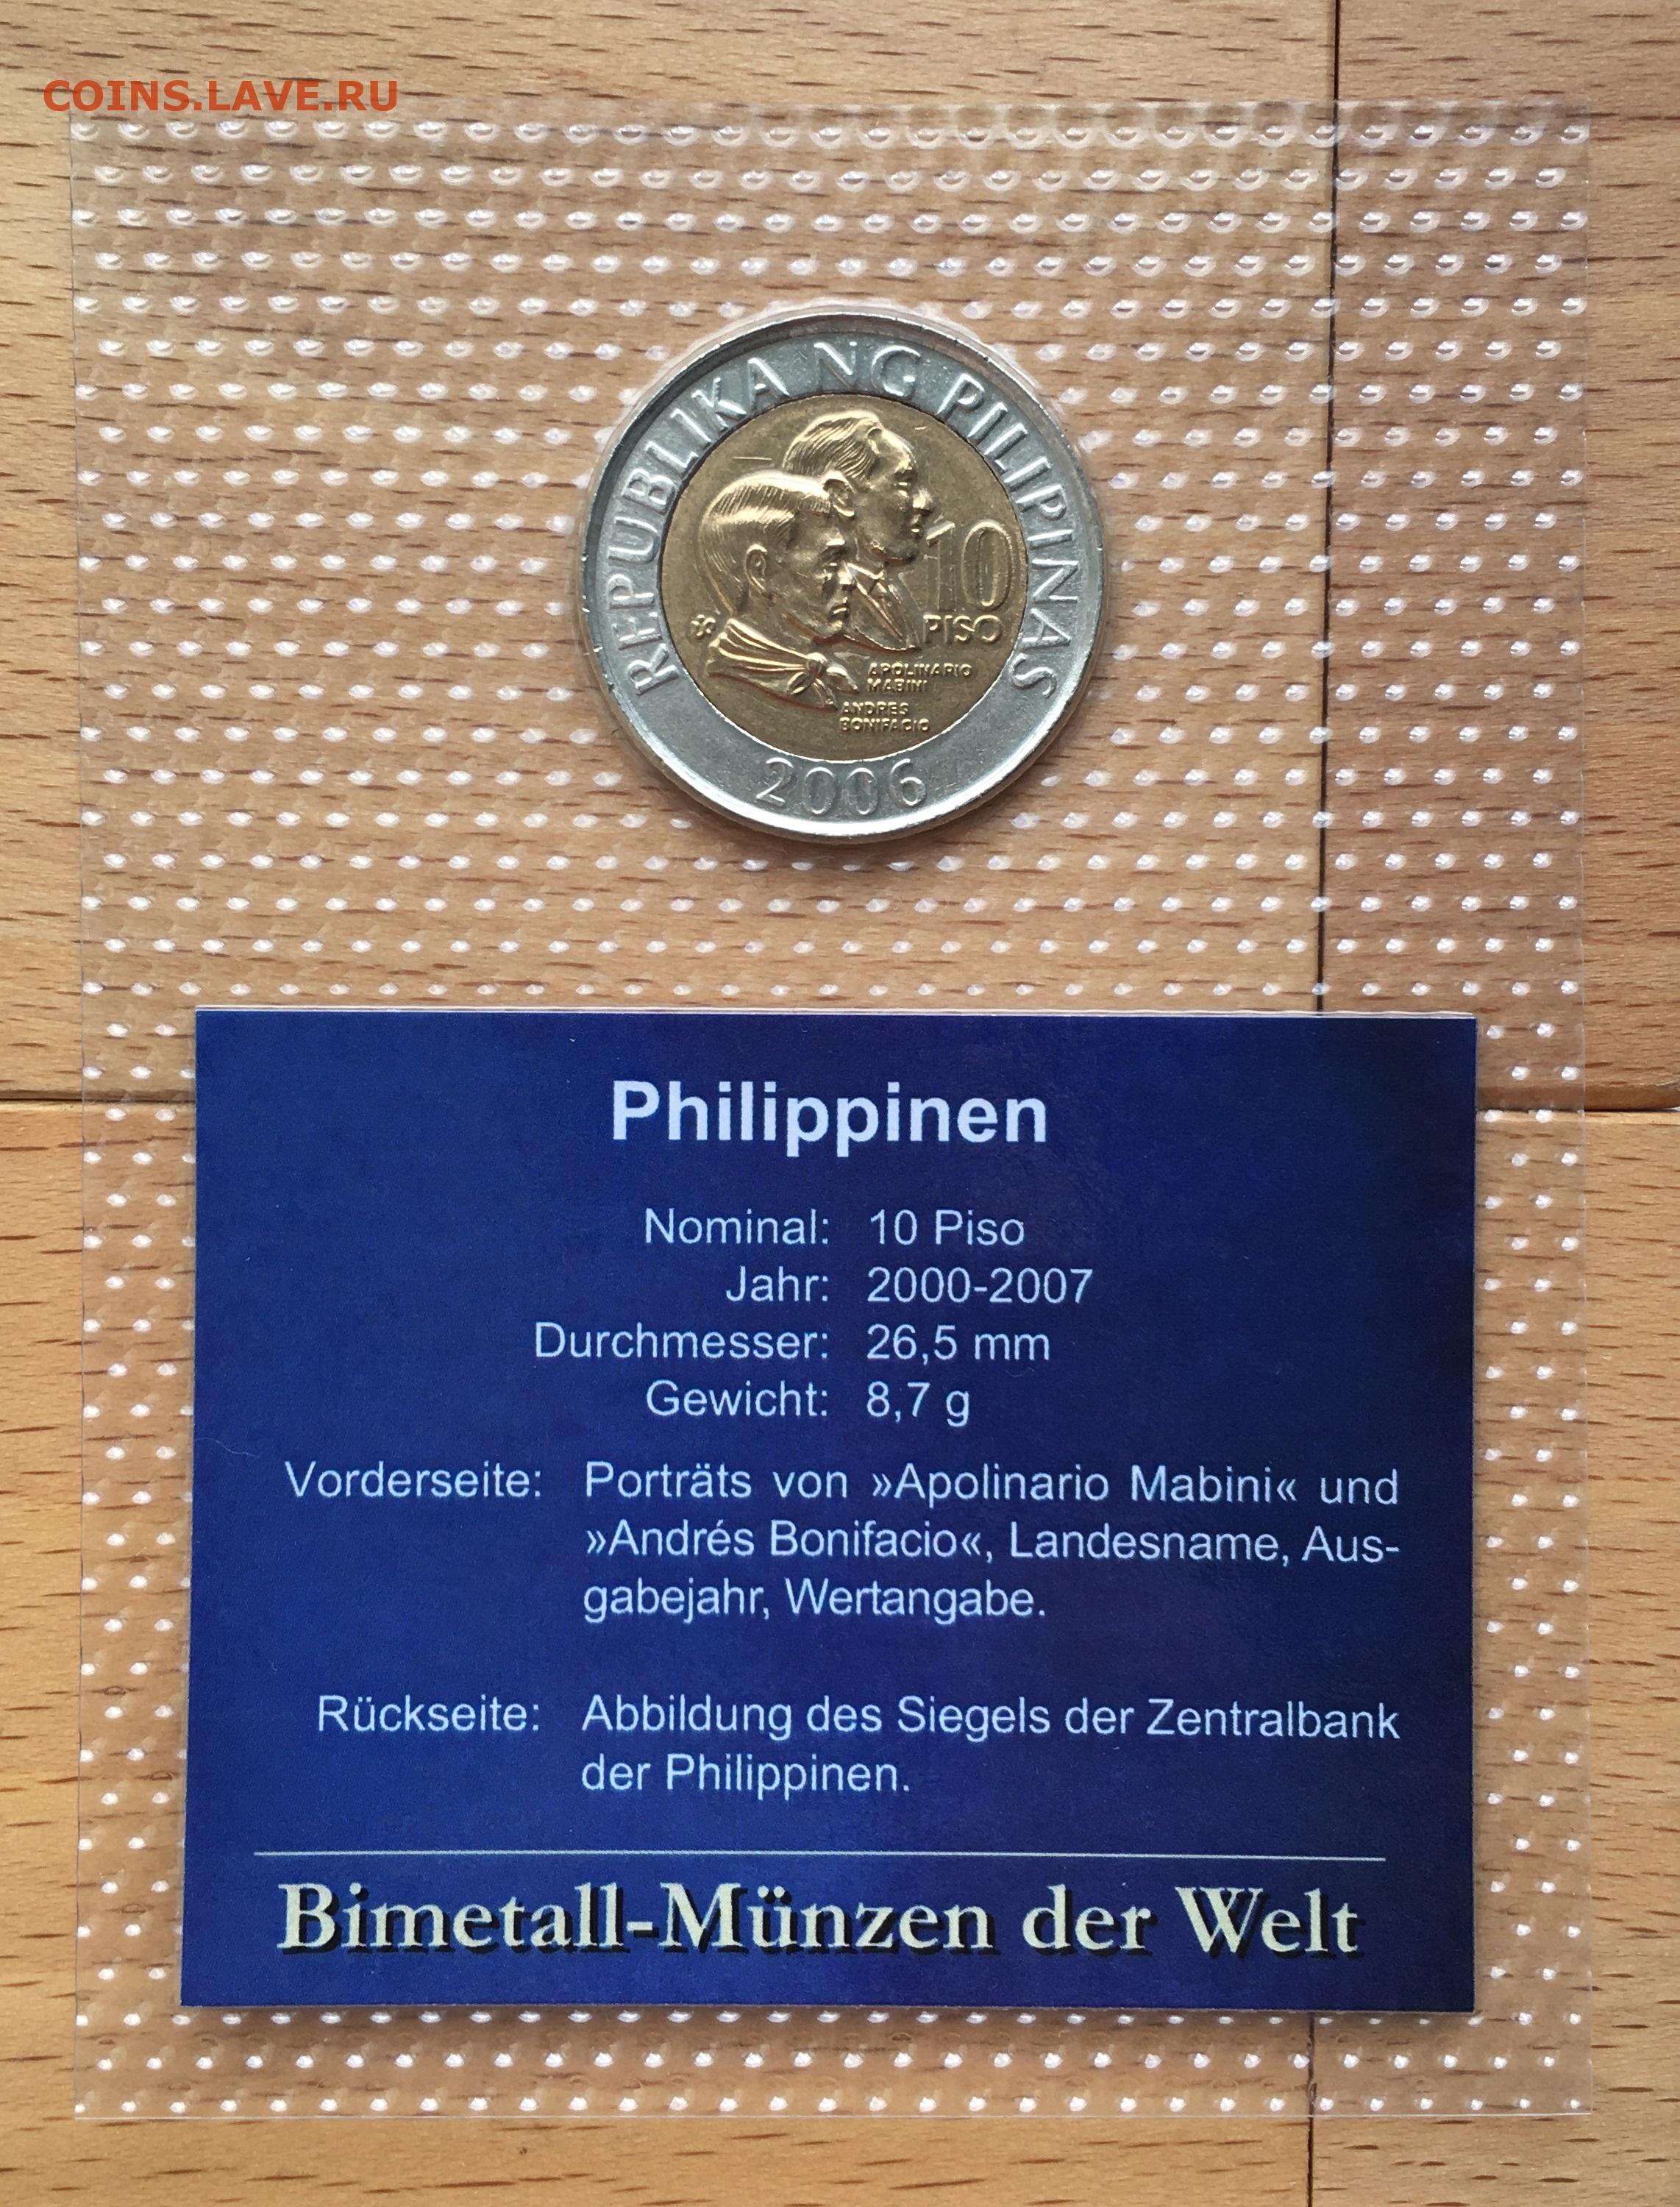 COINS.LAVE.RU
REPUBLIKA NG PILIPINAS
10
PISO
APOLINARIO
MABINI
ANDRES
BONIFACIO
2006
Philippinen
Nominal: 10 Piso
Jahr: 2000-2007
Durchmesser: 26,5 mm
Gewicht: 8,7 g
Vorderseite: Porträts von »Apolinario Mabini« und
»Andrés Bonifacio«, Landesname, Aus-
gabejahr, Wertangabe.
Rückseite: Abbildung des Siegels der Zentralbank
der Philippinen.
Bimetall-Münzen der Welt